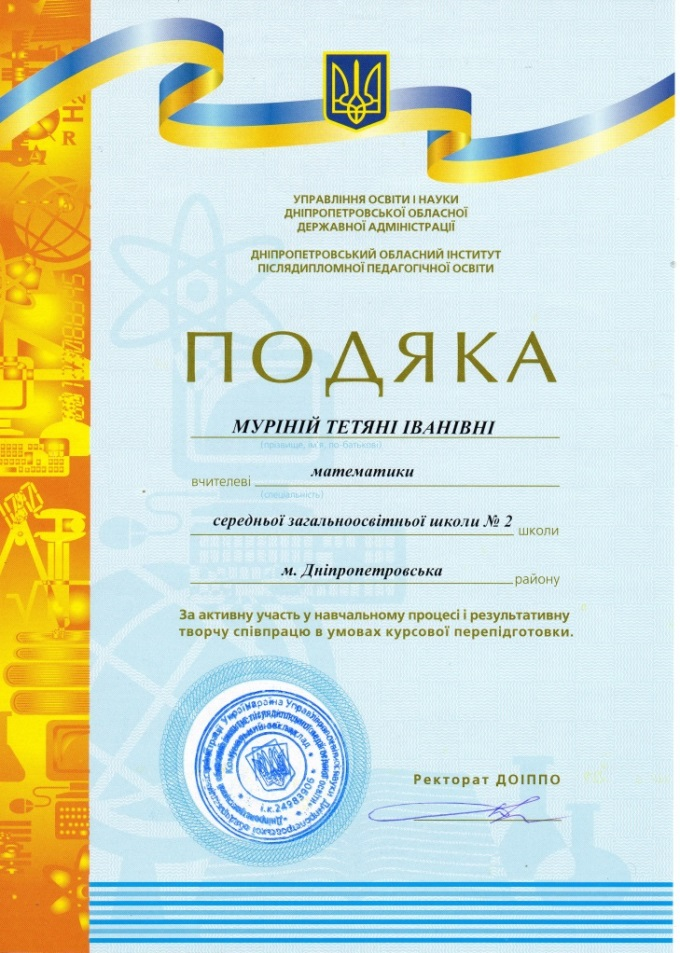 УПРАВЛІННЯ ОСВІТИ І НАУКИ
ДНІПРОПЕТРОВСЬКОЇ ОБЛАСНОЇ
ДЕРЖАВНОЇ АДМІНІСТРАЦІЇ
ДНІПРОПЕТРОВСЬКИЙ ОБЛАСНИЙ ІНСТИТУТ
ПІСЛЯДИПЛОМНОЇ ПЕДАГОГІЧНОЇ ОСВІТИ
ПОДЯКА
МУРІНІЙ ТЕТЯНІ ІВАНІВНІ
(прізвище, ім'я, по-батькові)
вчителеві математики
(спеціальність)
середньої загальноосвітньої школи № 2 школи
м. Дніпропетровська району
За активну участь у навчальному процесі і результативну
творчу співпрацю в умовах курсової перепідготовки.
Ректорат ДОІППО
і.к.24983906